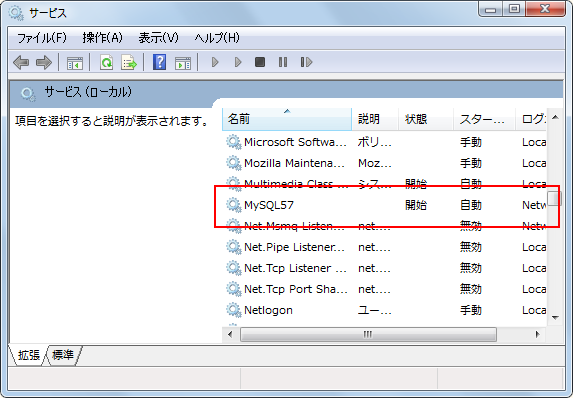 サービス
ファイル(F) 操作(A) 表示(V) ヘルプ(H)
サービス (ローカル)
項目を選択すると説明が表示されます。
名前 説明 状態 スター... ログオ
Microsoft Softwa... ポリ... 手動 Loca
Mozilla Maintena... Moz... 手動 Loca
Multimedia Class ... シス... 開始 自動 Loca
MySQL57 開始 自動 Netw
Net.Msmq Listen... net.... 無効 Netw
Net.Pipe Listener... net.... 無効 Loca
Net.Tcp Listener ... net.... 無効 Loca
Net.Tcp Port Sha... net.... 無効 Loca
Netlogon ユー... 手動 Loca
拡張 標準